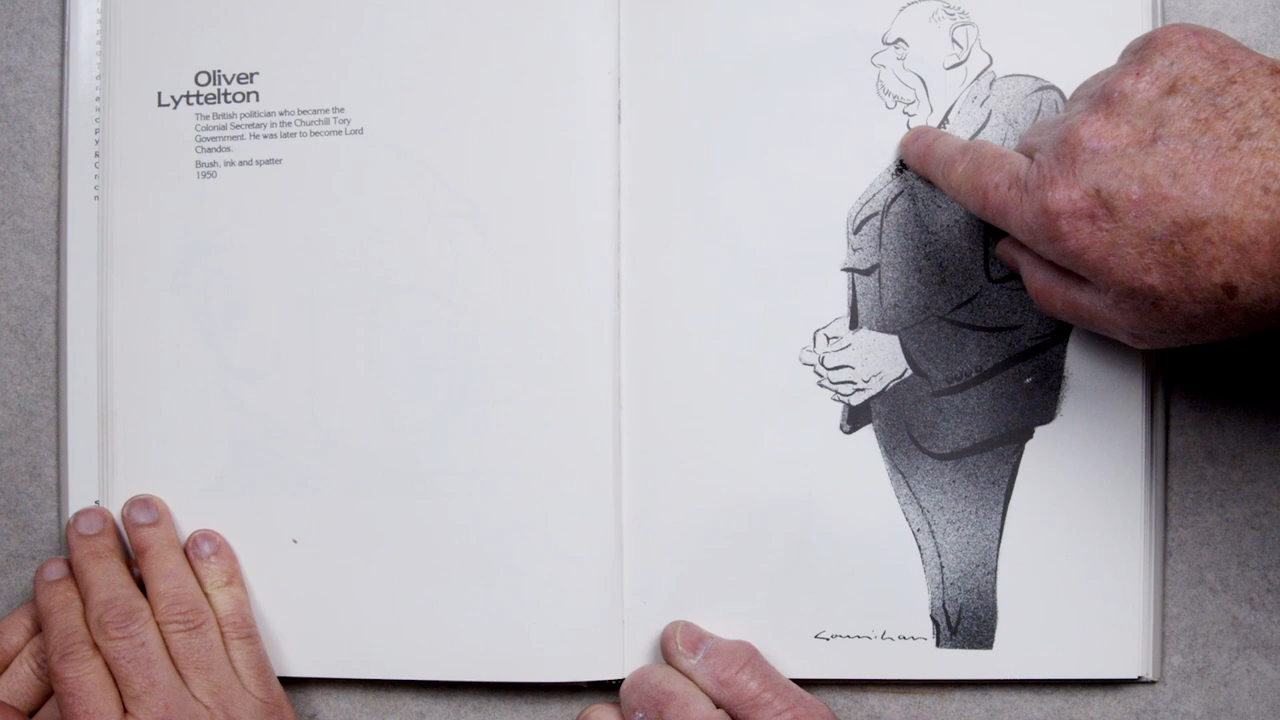 Oliver
Lyttelton
The British politician who became the
Colonial Secretary in the Churchill Tory
Government. He was later to become Lord
Chandos.
Brush, ink and spatter
1950
Counihan